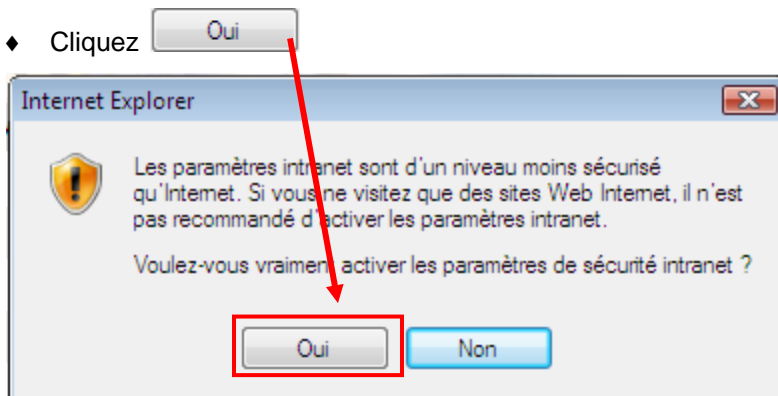 ♦ Cliquez Oui
Internet Explorer
Les paramètres intranet sont d'un niveau moins sécurisé
qu'Internet. Si vous ne visitez que des sites Web Internet, il n'est
pas recommandé d'activer les paramètres intranet.
Voulez-vous vraiment activer les paramètres de sécurité intranet ?
Oui Non